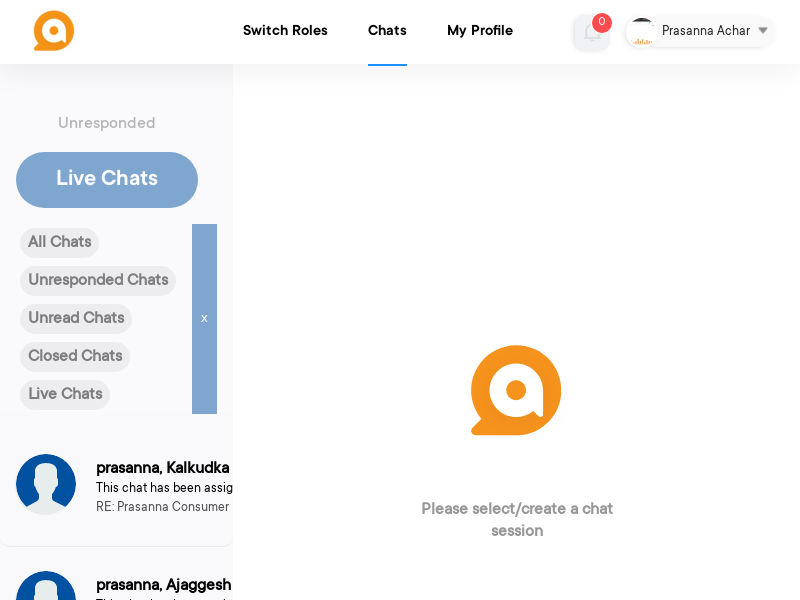 Switch Roles
Chats
My Profile
0
Prasanna Achar
Unresponded
Live Chats
All Chats
Unresponded Chats
Unread Chats
Closed Chats
Live Chats
x
prasanna, Kalkudka
This chat has been assig
RE: Prasanna Consumer
prasanna, Ajaggesh
Please select/create a chat
session